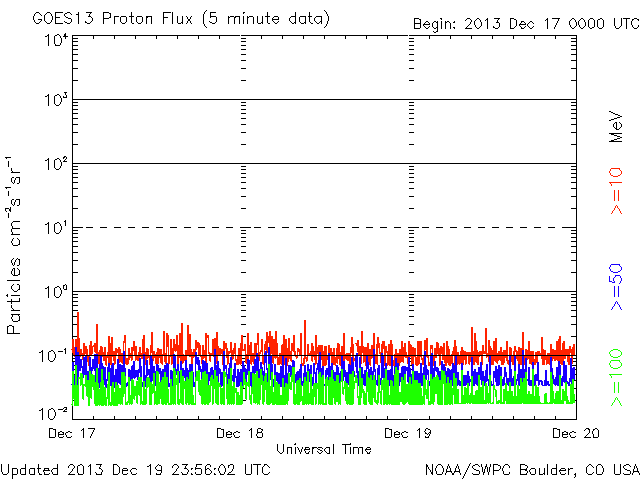 GOES13 Proton Flux (5 minute data)
Begin: 2013 Dec 17 0000 UTC
Particles cm⁻²s⁻¹sr⁻¹
10⁴
10³
10²
10¹
10⁰
10⁻¹
10⁻²
Dec 17 Dec 18 Dec 19 Dec 20
Universal Time
MeV
>=10
>=50
>=100
Updated 2013 Dec 19 23:56:02 UTC
NOAA/SWPC Boulder, CO USA